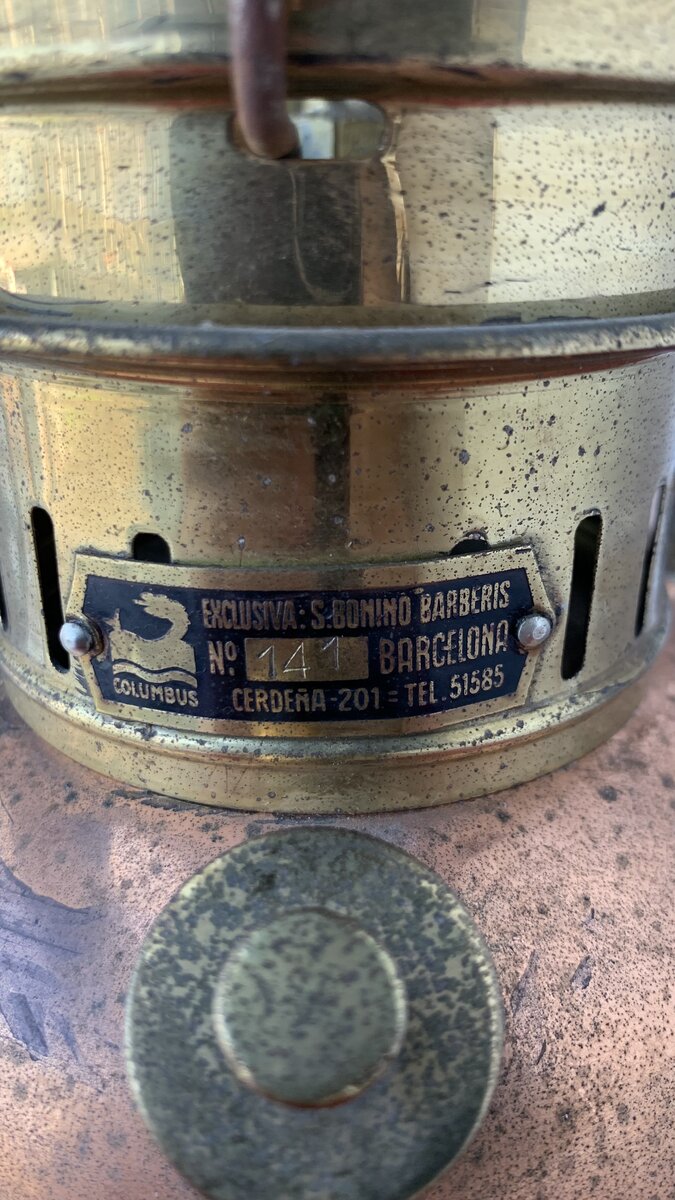 EXCLUSIVA: S. BONINO BARBERIS
Nº 141 BARCELONA
COLUMBUS
CERDEÑA-201=TEL. 51585